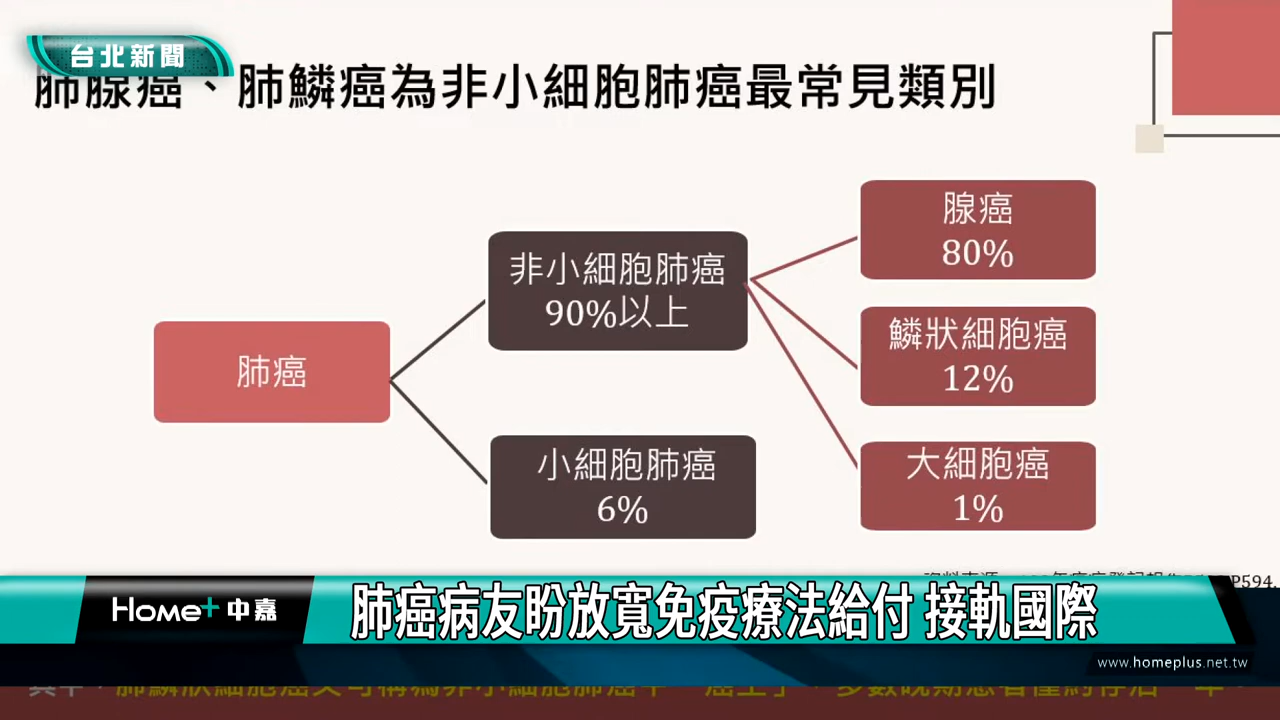 台北新聞
肺腺癌、肺鱗癌為非小細胞肺癌最常見類別
肺癌
非小細胞肺癌
90%以上
小細胞肺癌
6%
腺癌
80%
鱗狀細胞癌
12%
大細胞癌
1%
P594.
Home+ 中嘉
肺癌病友盼放寬免疫療法給付 接軌國際
www.homeplus.net.tw